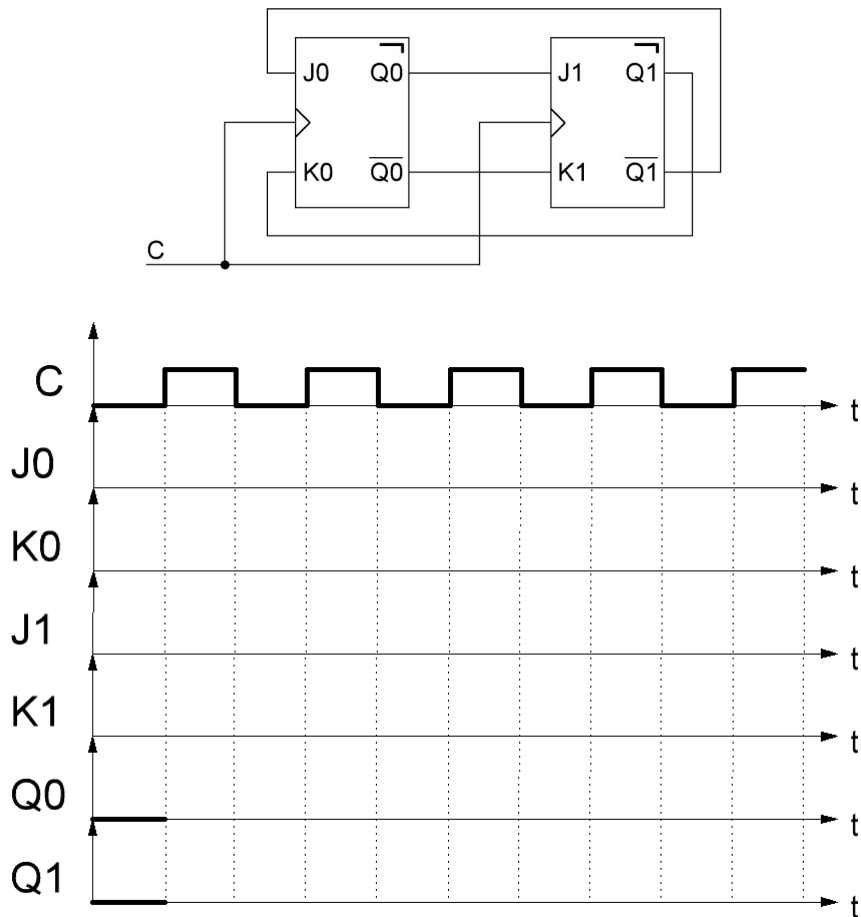 J0 Q0 J1 Q1
K0 Q0 K1 Q1
C
C t
J0 t
K0 t
J1 t
K1 t
Q0 t
Q1 t